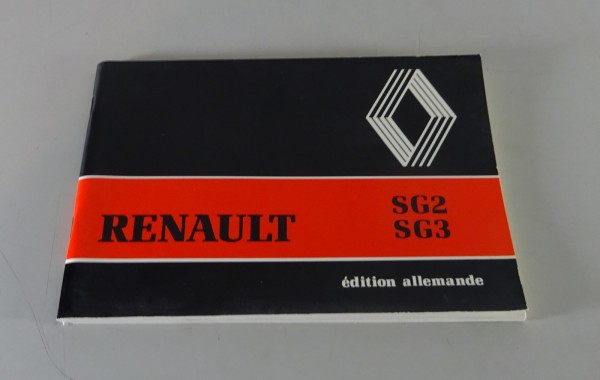 RENAULT
SG2
SG3
édition allemande